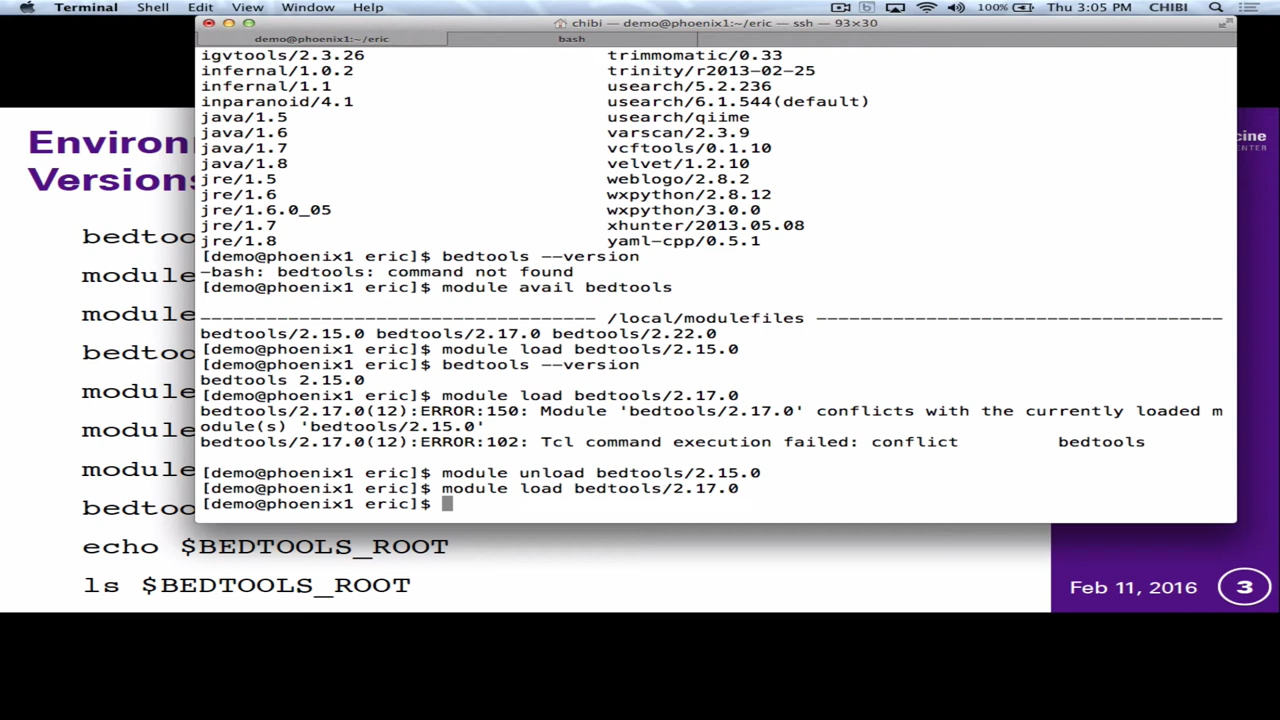 Terminal Shell Edit View Window Help 100% Thu 3:05 PM CHIBI
chibi — demo@phoenix1:~/eric — ssh — 93×30
demo@phoenix1:~/eric bash
igvtools/2.3.26 trimmomatic/0.33
infernal/1.0.2 trinity/r2013-02-25
infernal/1.1 usearch/5.2.236
inparanoid/4.1 usearch/6.1.544(default)
java/1.5 usearch/qiime
java/1.6 varscan/2.3.9
java/1.7 vcftools/0.1.10
java/1.8 velvet/1.2.10
jre/1.5 weblogo/2.8.2
jre/1.6 wxpython/2.8.12
jre/1.6.0_05 wxpython/3.0.0
jre/1.7 xhunter/2013.05.08
jre/1.8 yaml-cpp/0.5.1
[demo@phoenix1 eric]$ bedtools --version
-bash: bedtools: command not found
[demo@phoenix1 eric]$ module avail bedtools
------------------------------------ /local/modulefiles -------------------------------------
bedtools/2.15.0 bedtools/2.17.0 bedtools/2.22.0
[demo@phoenix1 eric]$ module load bedtools/2.15.0
[demo@phoenix1 eric]$ bedtools --version
bedtools 2.15.0
[demo@phoenix1 eric]$ module load bedtools/2.17.0
bedtools/2.17.0(12):ERROR:150: Module 'bedtools/2.17.0' conflicts with the currently loaded m
odule(s) 'bedtools/2.15.0'
bedtools/2.17.0(12):ERROR:102: Tcl command execution failed: conflict bedtools
[demo@phoenix1 eric]$ module unload bedtools/2.15.0
[demo@phoenix1 eric]$ module load bedtools/2.17.0
[demo@phoenix1 eric]$
Environ
Versions
bedtoo
module
module
bedtoo
module
module
module
bedtoo
echo $BEDTOOLS_ROOT
ls $BEDTOOLS_ROOT
cine
CENTER
Feb 11, 2016 3